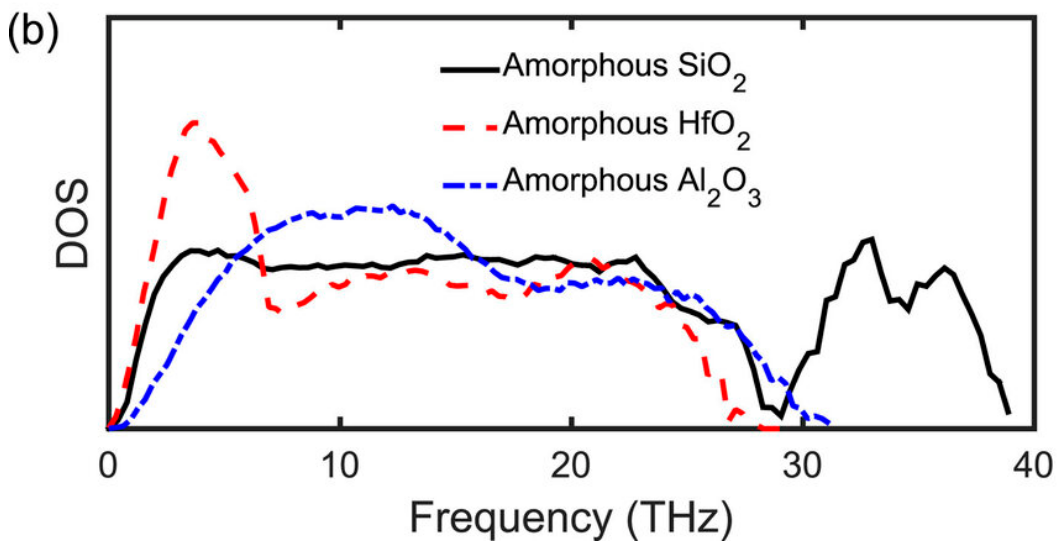 (b)
Amorphous SiO₂
Amorphous HfO₂
Amorphous Al₂O₃
DOS
0 10 20 30 40
Frequency (THz)